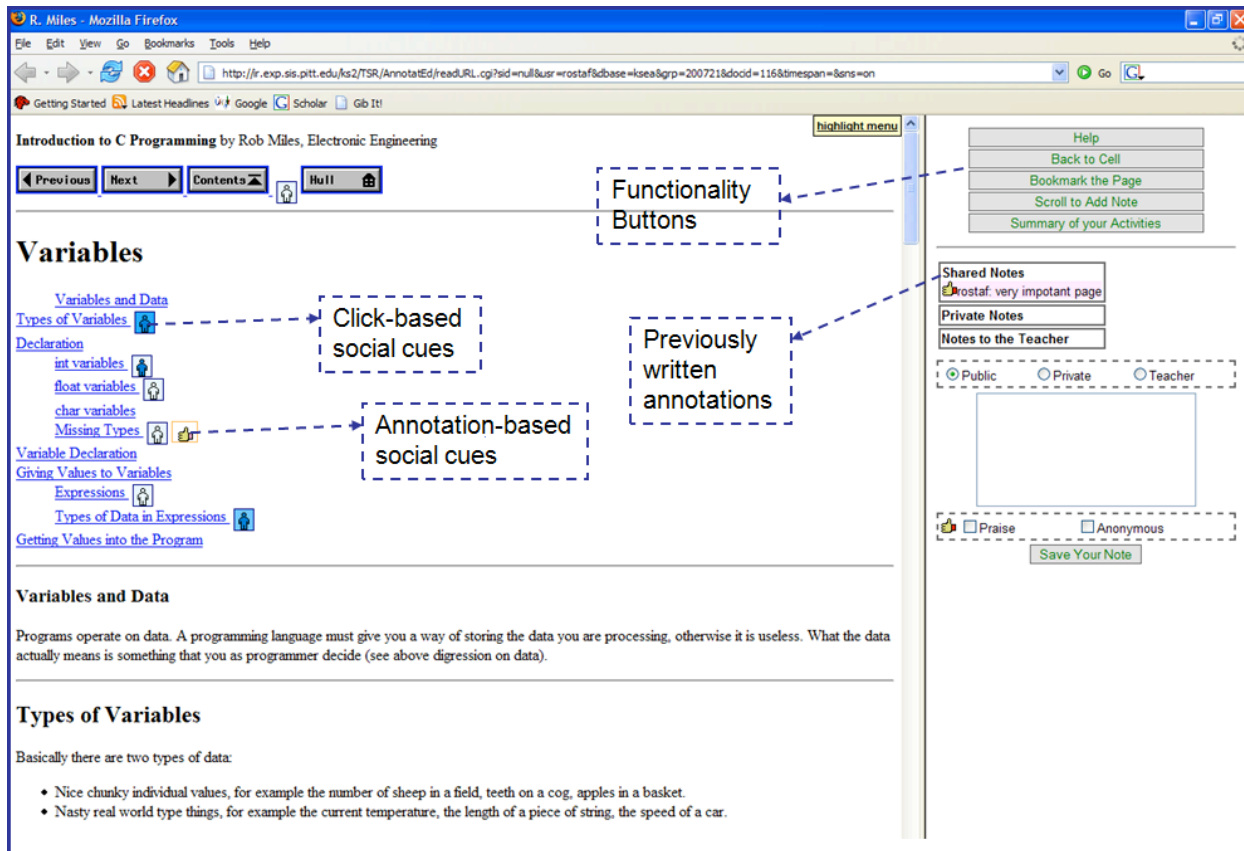 R. Miles - Mozilla Firefox
File Edit View Go Bookmarks Tools Help
http://ir.exp.sis.pitt.edu/ks2/TSR/AnnotatEd/readURL.cgi?sid=null&usr=rostaf&dbase=ksea&grp=200721&docid=116&timespan=&sns=on Go G
Getting Started Latest Headlines Google Scholar Gib It!
highlight menu
Introduction to C Programming by Rob Miles, Electronic Engineering
Previous Next Contents Hull
Variables
Variables and Data
Types of Variables
Declaration
int variables
float variables
char variables
Missing Types
Variable Declaration
Giving Values to Variables
Expressions
Types of Data in Expressions
Getting Values into the Program
Functionality
Buttons
Click-based
social cues
Annotation-based
social cues
Previously
written
annotations
Variables and Data
Programs operate on data. A programming language must give you a way of storing the data you are processing, otherwise it is useless. What the data
actually means is something that you as programmer decide (see above digression on data).
Types of Variables
Basically there are two types of data:
Nice chunky individual values, for example the number of sheep in a field, teeth on a cog, apples in a basket.
Nasty real world type things, for example the current temperature, the length of a piece of string, the speed of a car.
Help
Back to Cell
Bookmark the Page
Scroll to Add Note
Summary of your Activities
Shared Notes
rostaf: very impotant page
Private Notes
Notes to the Teacher
Public Private Teacher
Praise Anonymous
Save Your Note